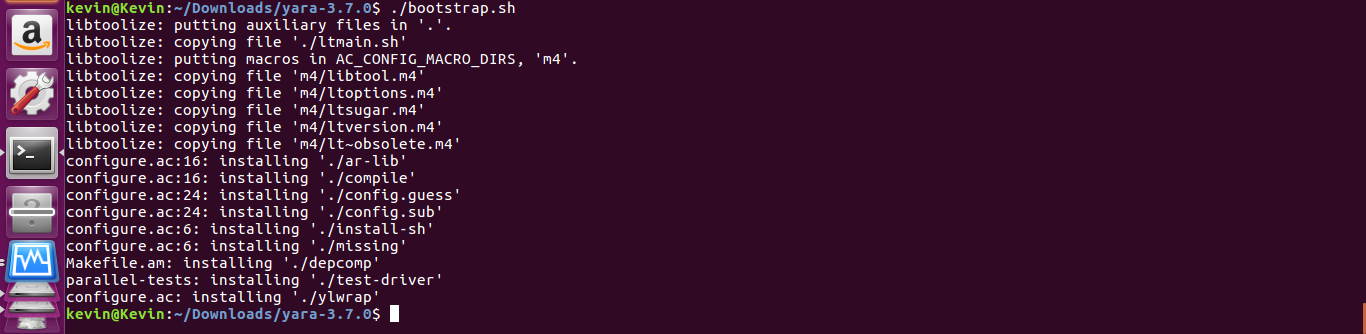 kevin@Kevin:~/Downloads/yara-3.7.0$ ./bootstrap.sh
libtoolize: putting auxiliary files in '.'.
libtoolize: copying file './ltmain.sh'
libtoolize: putting macros in AC_CONFIG_MACRO_DIRS, 'm4'.
libtoolize: copying file 'm4/libtool.m4'
libtoolize: copying file 'm4/ltoptions.m4'
libtoolize: copying file 'm4/ltsugar.m4'
libtoolize: copying file 'm4/ltversion.m4'
libtoolize: copying file 'm4/lt~obsolete.m4'
configure.ac:16: installing './ar-lib'
configure.ac:16: installing './compile'
configure.ac:24: installing './config.guess'
configure.ac:24: installing './config.sub'
configure.ac:6: installing './install-sh'
configure.ac:6: installing './missing'
Makefile.am: installing './depcomp'
parallel-tests: installing './test-driver'
configure.ac: installing './ylwrap'
kevin@Kevin:~/Downloads/yara-3.7.0$